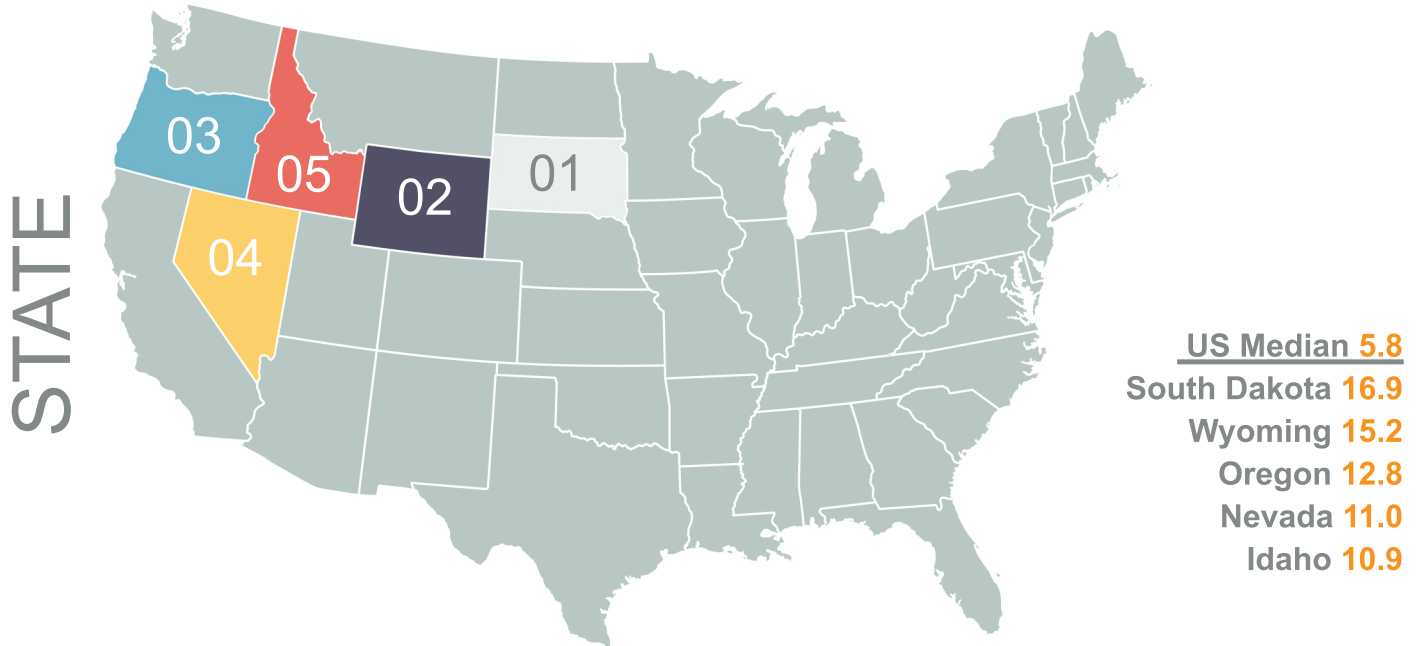 STATE
03
05
02
01
04
US Median 5.8
South Dakota 16.9
Wyoming 15.2
Oregon 12.8
Nevada 11.0
Idaho 10.9